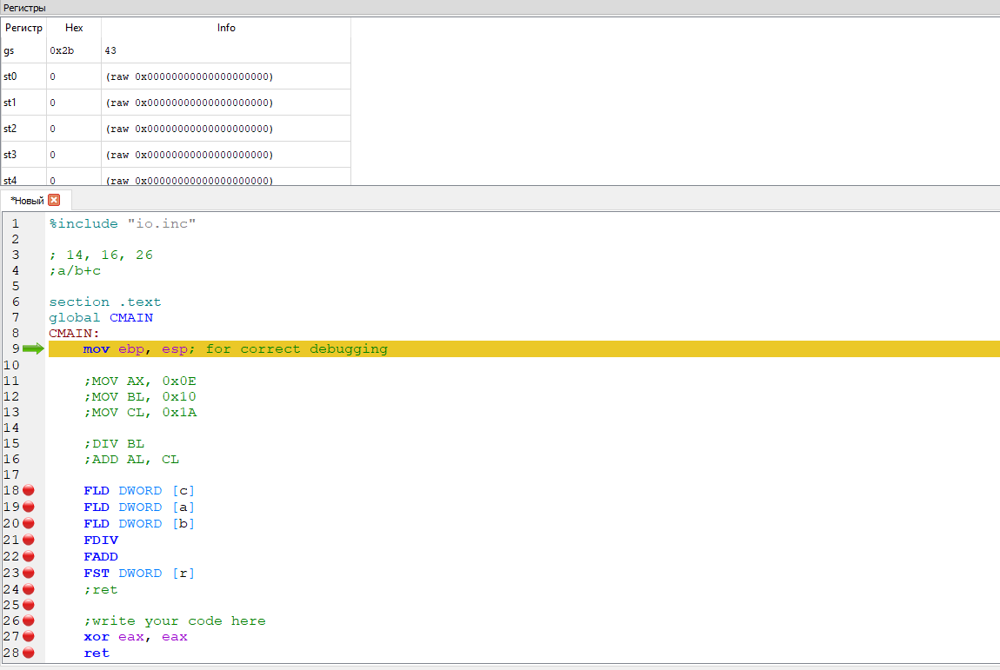 Регистры
Регистр Hex Info
gs 0x2b 43
st0 0 (raw 0x00000000000000000000)
st1 0 (raw 0x00000000000000000000)
st2 0 (raw 0x00000000000000000000)
st3 0 (raw 0x00000000000000000000)
st4 0 (raw 0x00000000000000000000)
*Новый
1 %include "io.inc"
2
3 ; 14, 16, 26
4 ;a/b+c
5
6 section .text
7 global CMAIN
8 CMAIN:
9 mov ebp, esp; for correct debugging
10
11 ;MOV AX, 0x0E
12 ;MOV BL, 0x10
13 ;MOV CL, 0x1A
14
15 ;DIV BL
16 ;ADD AL, CL
17
18 FLD DWORD [c]
19 FLD DWORD [a]
20 FLD DWORD [b]
21 FDIV
22 FADD
23 FST DWORD [r]
24 ;ret
25
26 ;write your code here
27 xor eax, eax
28 ret